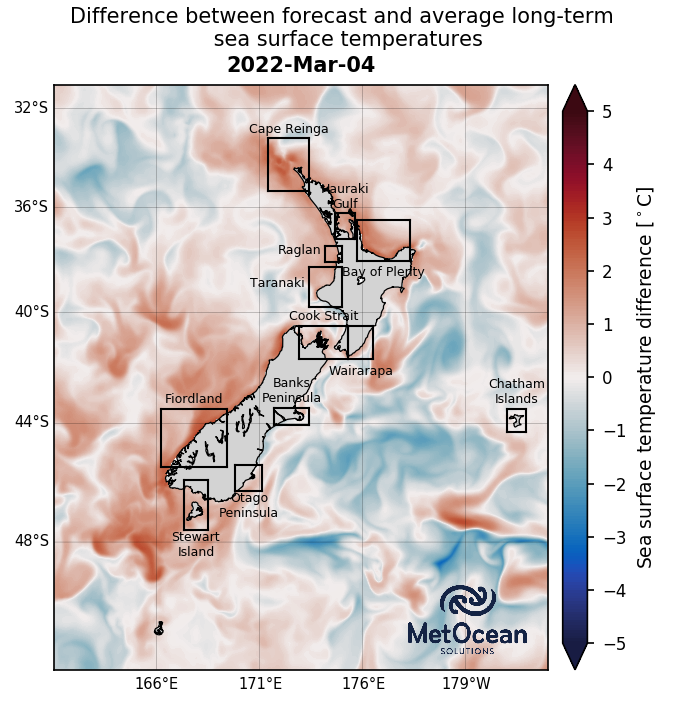 Difference between forecast and average long-term
sea surface temperatures
2022-Mar-04
32°S
36°S
40°S
44°S
48°S
166°E
171°E
176°E
179°W
Cape Reinga
Hauraki
Gulf
Raglan
Bay of Plenty
Taranaki
Cook Strait
Wairarapa
Banks
Peninsula
Chatham
Islands
Fiordland
Otago
Peninsula
Stewart
Island
MetOcean
SOLUTIONS
5
4
3
2
1
0
−1
−2
−3
−4
−5
Sea surface temperature difference [°C]